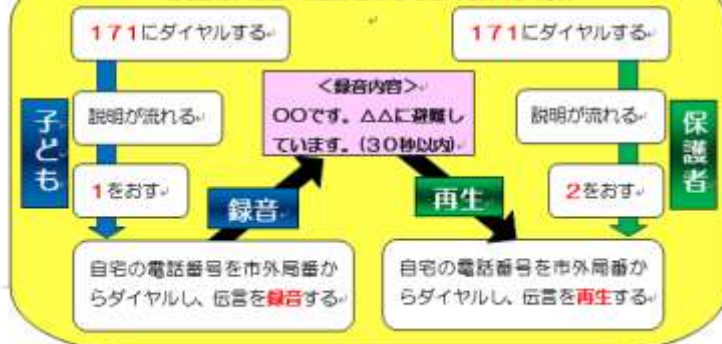 171にダイヤルする
説明が流れる
1をおす
自宅の電話番号を市外局番か
らダイヤルし、伝言を録音する
子ども
録音
<録音内容>
〇〇です。△△に避難し
ています。(30秒以内)
再生
171にダイヤルする
説明が流れる
2をおす
自宅の電話番号を市外局番か
らダイヤルし、伝言を再生する
保護者